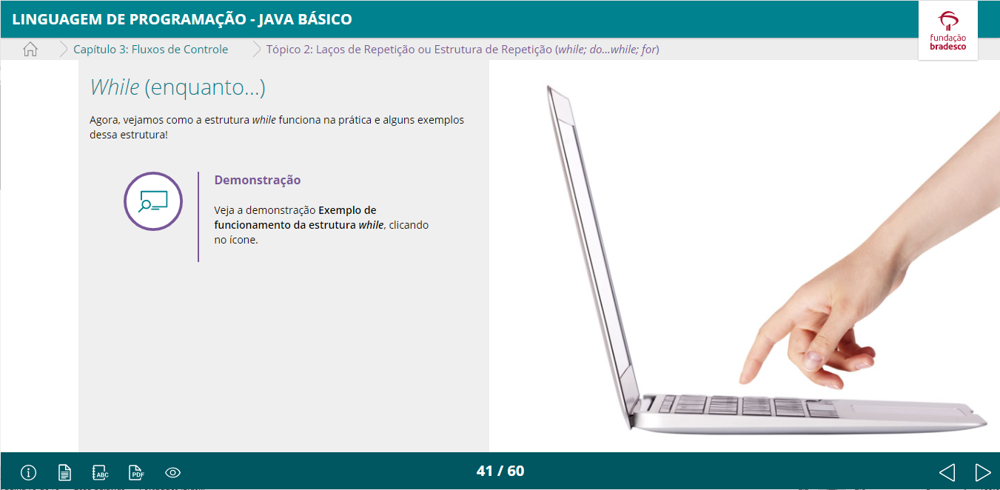 LINGUAGEM DE PROGRAMAÇÃO - JAVA BÁSICO
fundação
bradesco
Capítulo 3: Fluxos de Controle
Tópico 2: Laços de Repetição ou Estrutura de Repetição (while; do...while; for)
While (enquanto...)
Agora, vejamos como a estrutura while funciona na prática e alguns exemplos
dessa estrutura!
Demonstração
Veja a demonstração Exemplo de
funcionamento da estrutura while, clicando
no ícone.
ABC
PDF
41 / 60